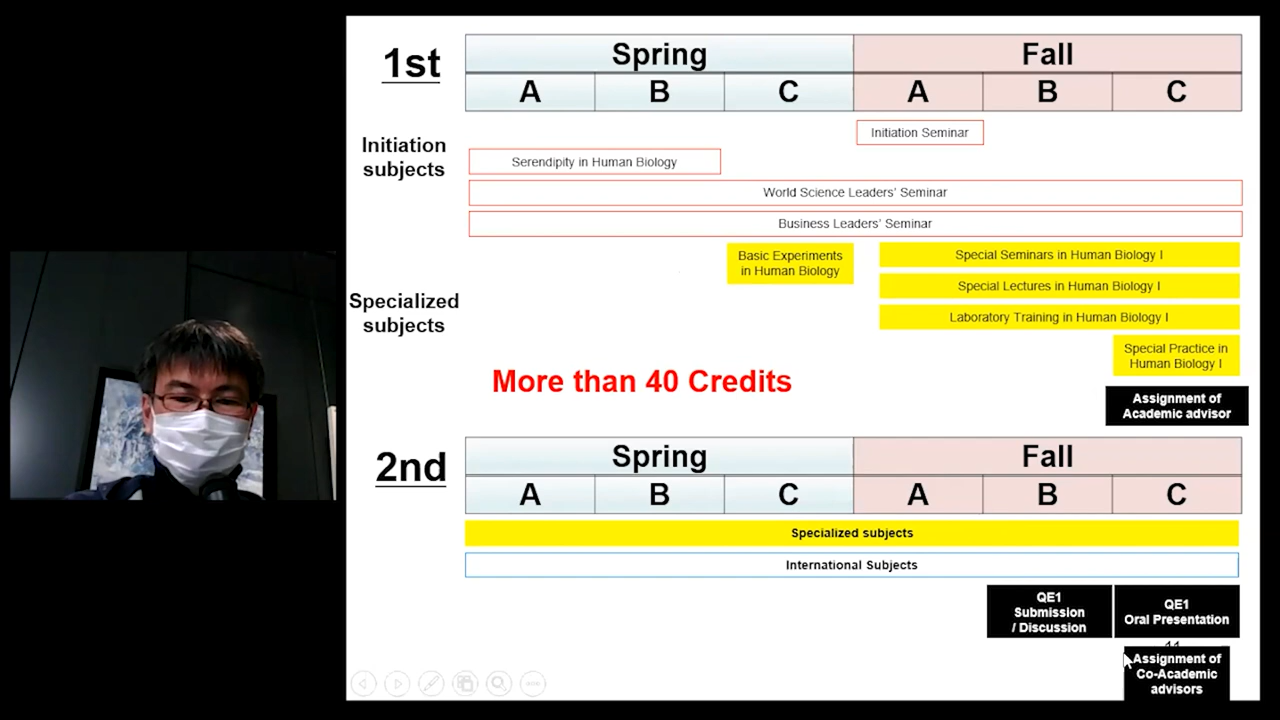 1st
Spring
Fall
A
B
C
A
B
C
Initiation
subjects
Initiation Seminar
Serendipity in Human Biology
World Science Leaders' Seminar
Business Leaders' Seminar
Specialized
subjects
Basic Experiments
in Human Biology
Special Seminars in Human Biology I
Special Lectures in Human Biology I
Laboratory Training in Human Biology I
Special Practice in
Human Biology I
More than 40 Credits
Assignment of
Academic advisor
2nd
Spring
Fall
A
B
C
A
B
C
Specialized subjects
International Subjects
QE1
Submission
/ Discussion
QE1
Oral Presentation
Assignment of
Co-Academic
advisors